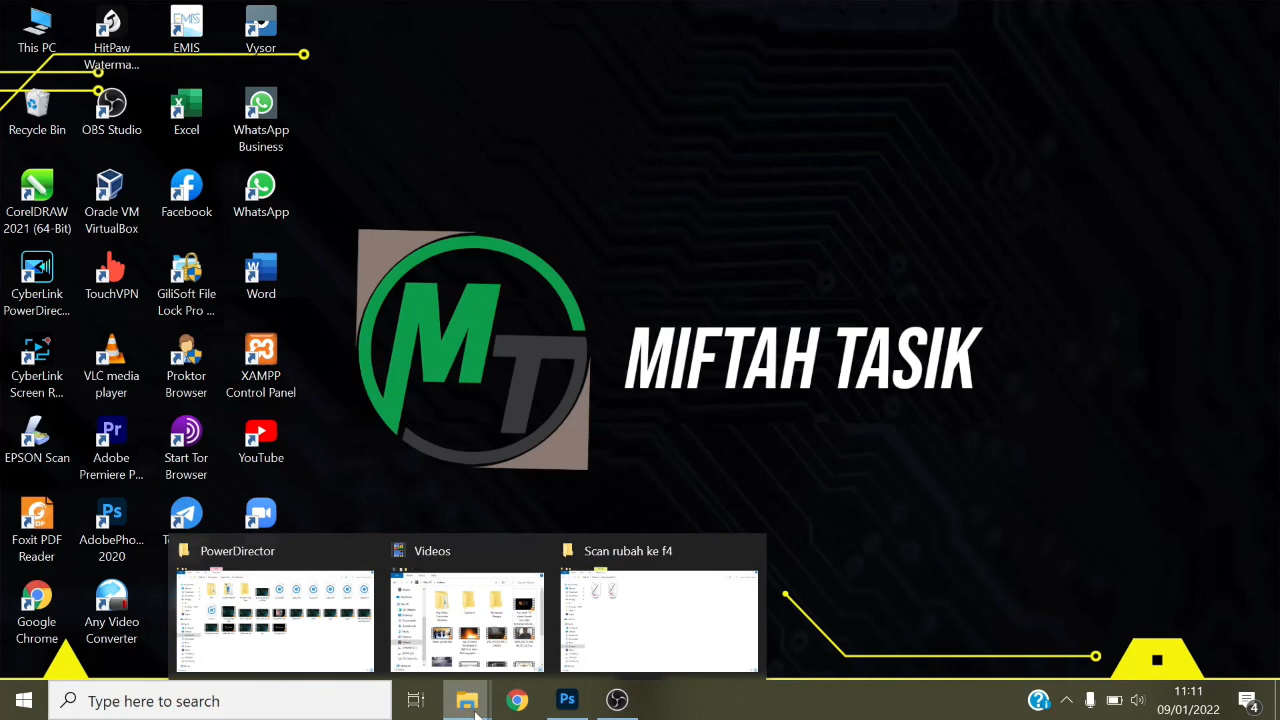 This PC
HitPaw
Waterma...
EMIS
EMIS
Vysor
Recycle Bin
OBS Studio
Excel
WhatsApp
Business
CorelDRAW
2021 (64-Bit)
Oracle VM
VirtualBox
Facebook
WhatsApp
CyberLink
PowerDirec...
TouchVPN
GiliSoft File
Lock Pro ...
Word
CyberLink
Screen R...
VLC media
player
Proktor
Browser
XAMPP
Control Panel
EPSON Scan
Adobe
Premiere P...
Start Tor
Browser
YouTube
Foxit PDF
Reader
AdobePho...
2020
Google
Chrome
MT
MIFTAH TASIK
PowerDirector
Videos
Scan rubah ke f4
Type here to search
11:11
09/01/2022
4